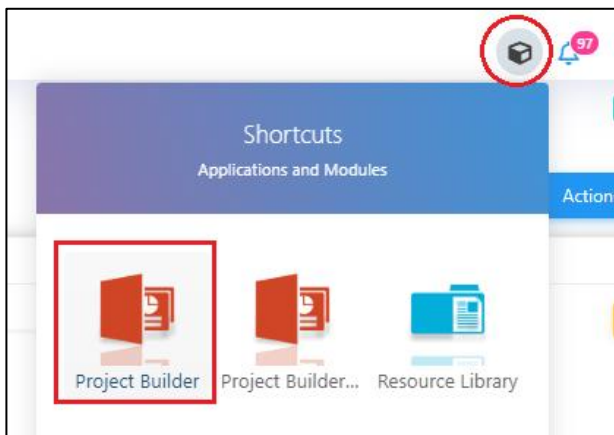 97
Shortcuts
Applications and Modules
Action
Project Builder Project Builder... Resource Library